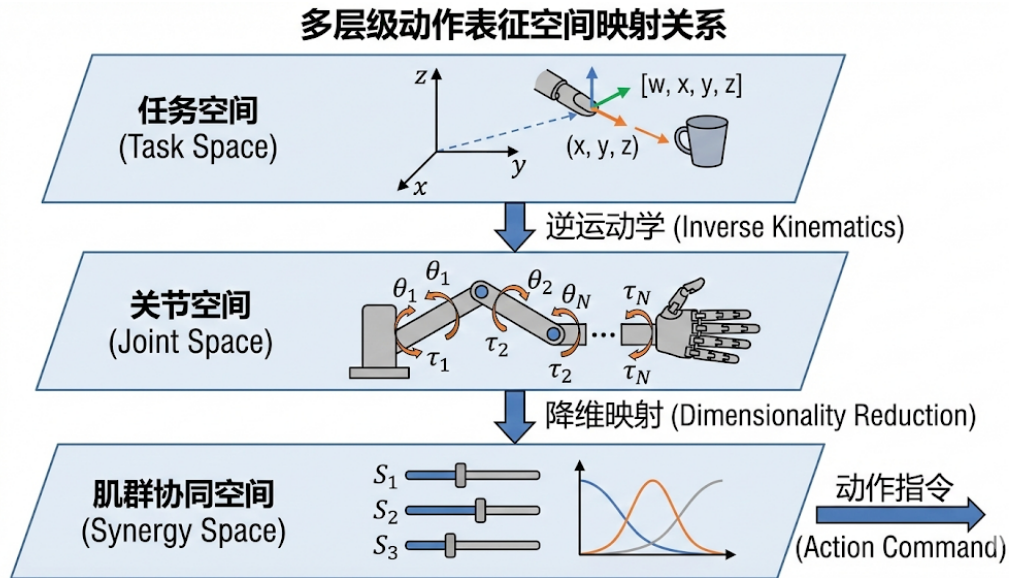 多层级动作表征空间映射关系
任务空间
(Task Space)
z
y
x
[w, x, y, z]
(x, y, z)
逆运动学 (Inverse Kinematics)
关节空间
(Joint Space)
θ₁ θ₁ θ₂ θ_N τ_N
τ₁ τ₂ τ₂ ... τ_N
降维映射 (Dimensionality Reduction)
肌群协同空间
(Synergy Space)
S₁
S₂
S₃
动作指令
(Action Command)